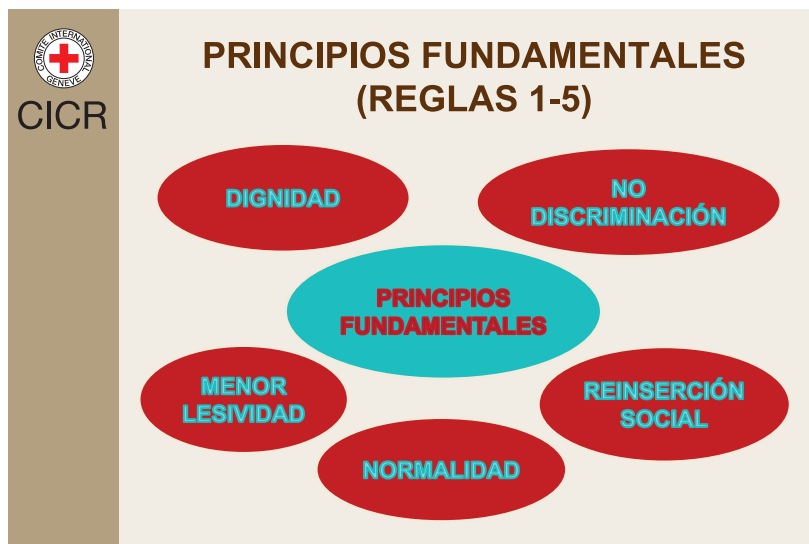 COMITE INTERNATIONAL
GENEVE
CICR
PRINCIPIOS FUNDAMENTALES
(REGLAS 1-5)
DIGNIDAD
NO
DISCRIMINACIÓN
PRINCIPIOS
FUNDAMENTALES
MENOR
LESIVIDAD
REINSERCIÓN
SOCIAL
NORMALIDAD